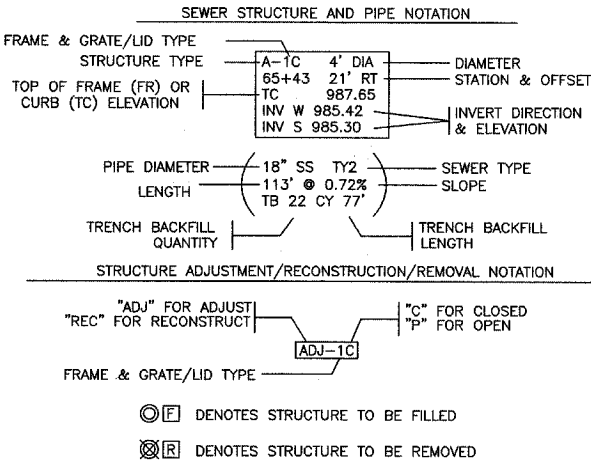 SEWER STRUCTURE AND PIPE NOTATION
FRAME & GRATE/LID TYPE
STRUCTURE TYPE
TOP OF FRAME (FR) OR
CURB (TC) ELEVATION
A-1C 4' DIA
65+43 21' RT
TC 987.65
INV W 985.42
INV S 985.30
DIAMETER
STATION & OFFSET
INVERT DIRECTION
& ELEVATION
PIPE DIAMETER
LENGTH
18" SS TY2
113' @ 0.72%
TB 22 CY 77'
SEWER TYPE
SLOPE
TRENCH BACKFILL
QUANTITY
TRENCH BACKFILL
LENGTH
STRUCTURE ADJUSTMENT/RECONSTRUCTION/REMOVAL NOTATION
"ADJ" FOR ADJUST
"REC" FOR RECONSTRUCT
"C" FOR CLOSED
"P" FOR OPEN
ADJ-1C
FRAME & GRATE/LID TYPE
F DENOTES STRUCTURE TO BE FILLED
R DENOTES STRUCTURE TO BE REMOVED